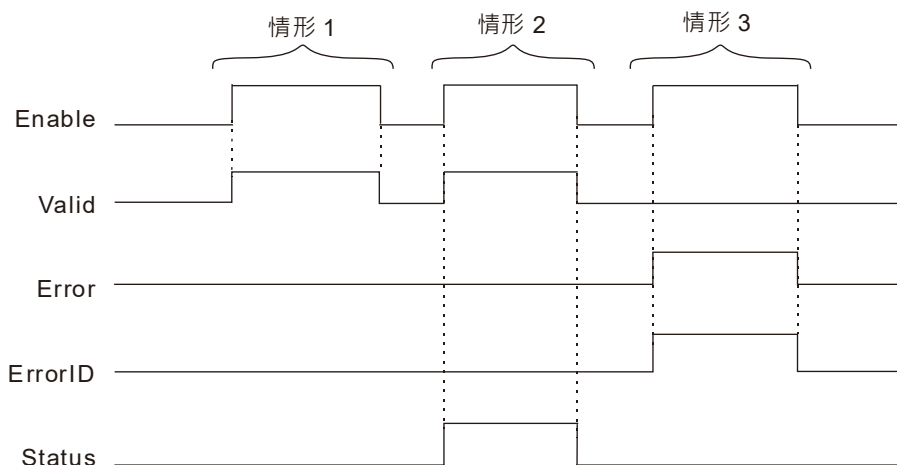 情形 1
情形 2
情形 3
Enable
Valid
Error
ErrorID
Status